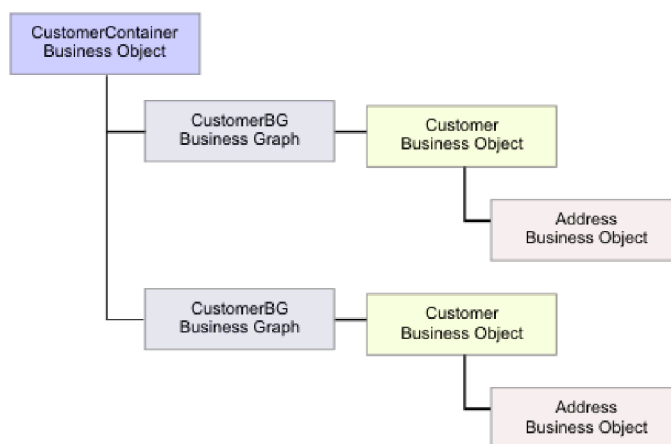 CustomerContainer
Business Object
CustomerBG
Business Graph
Customer
Business Object
Address
Business Object
CustomerBG
Business Graph
Customer
Business Object
Address
Business Object